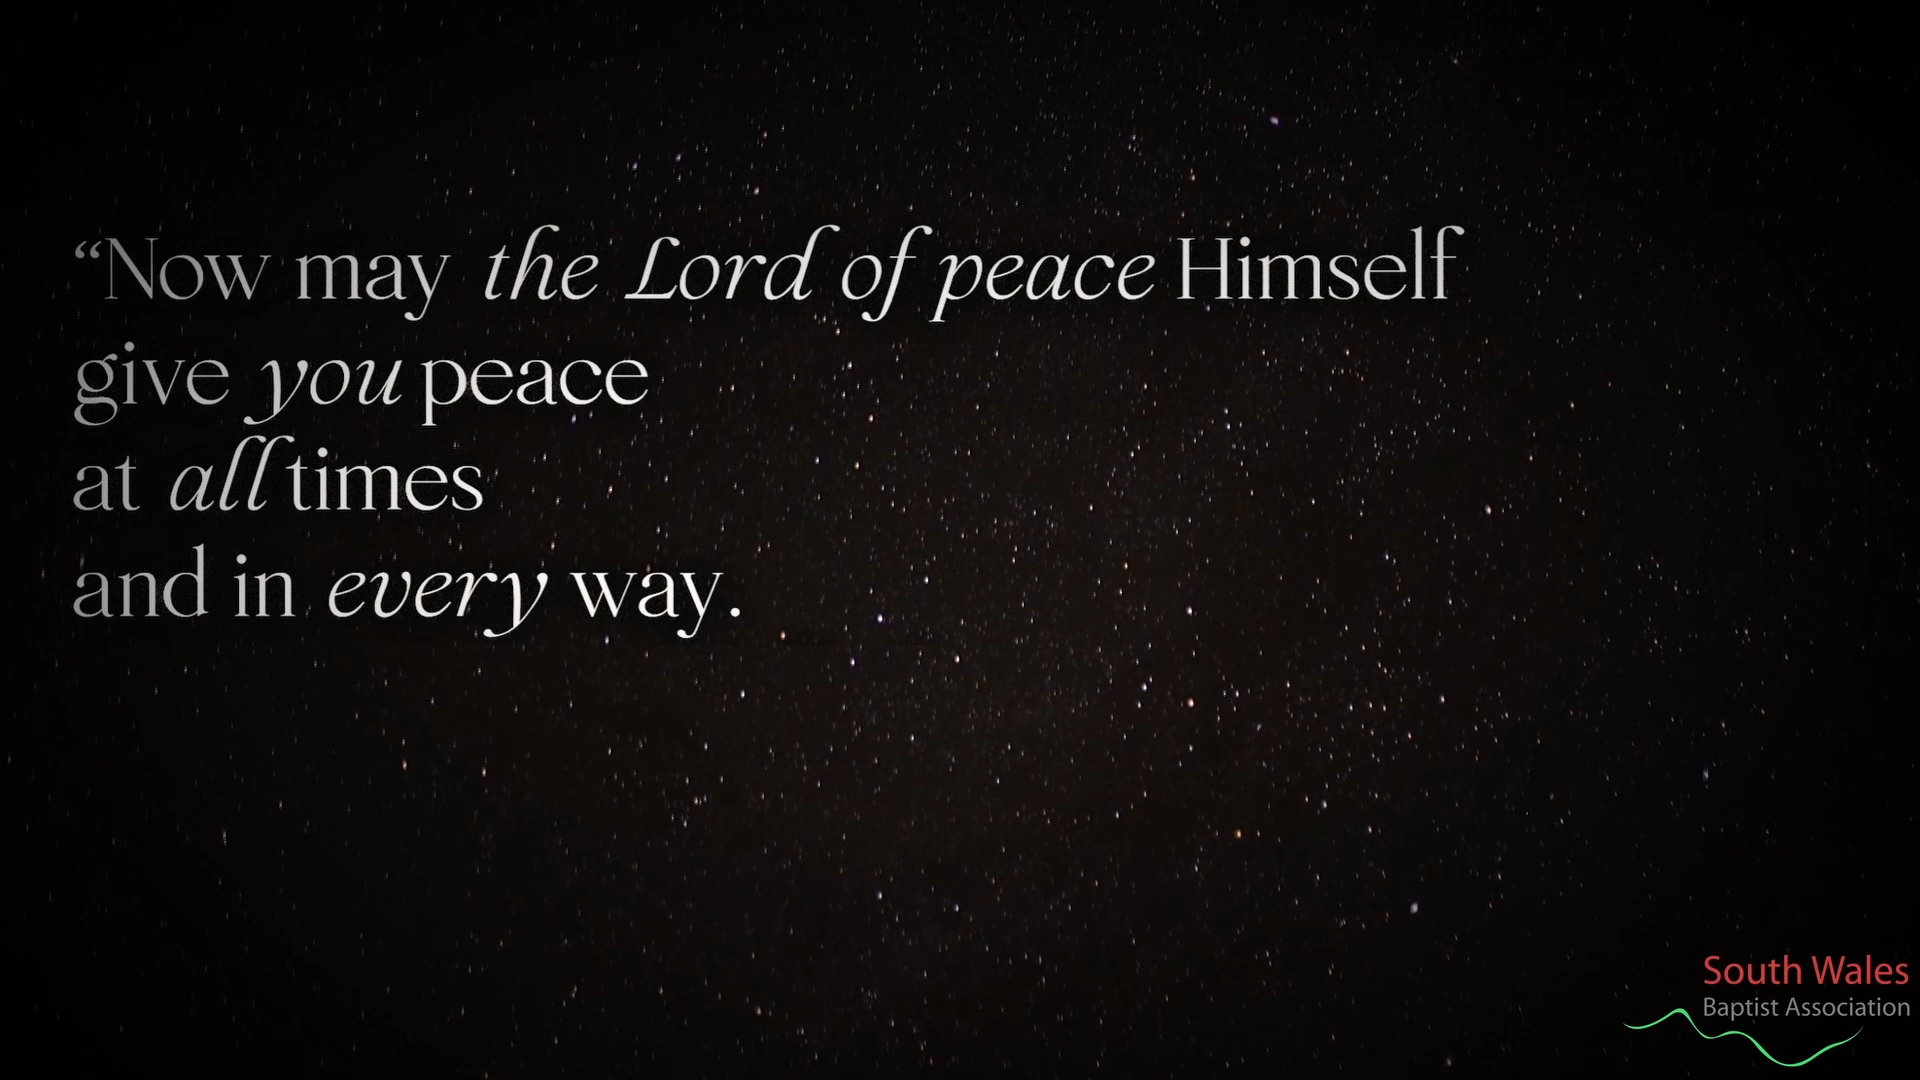 “Now may the Lord of peace Himself
give you peace
at all times
and in every way.
South Wales
Baptist Association